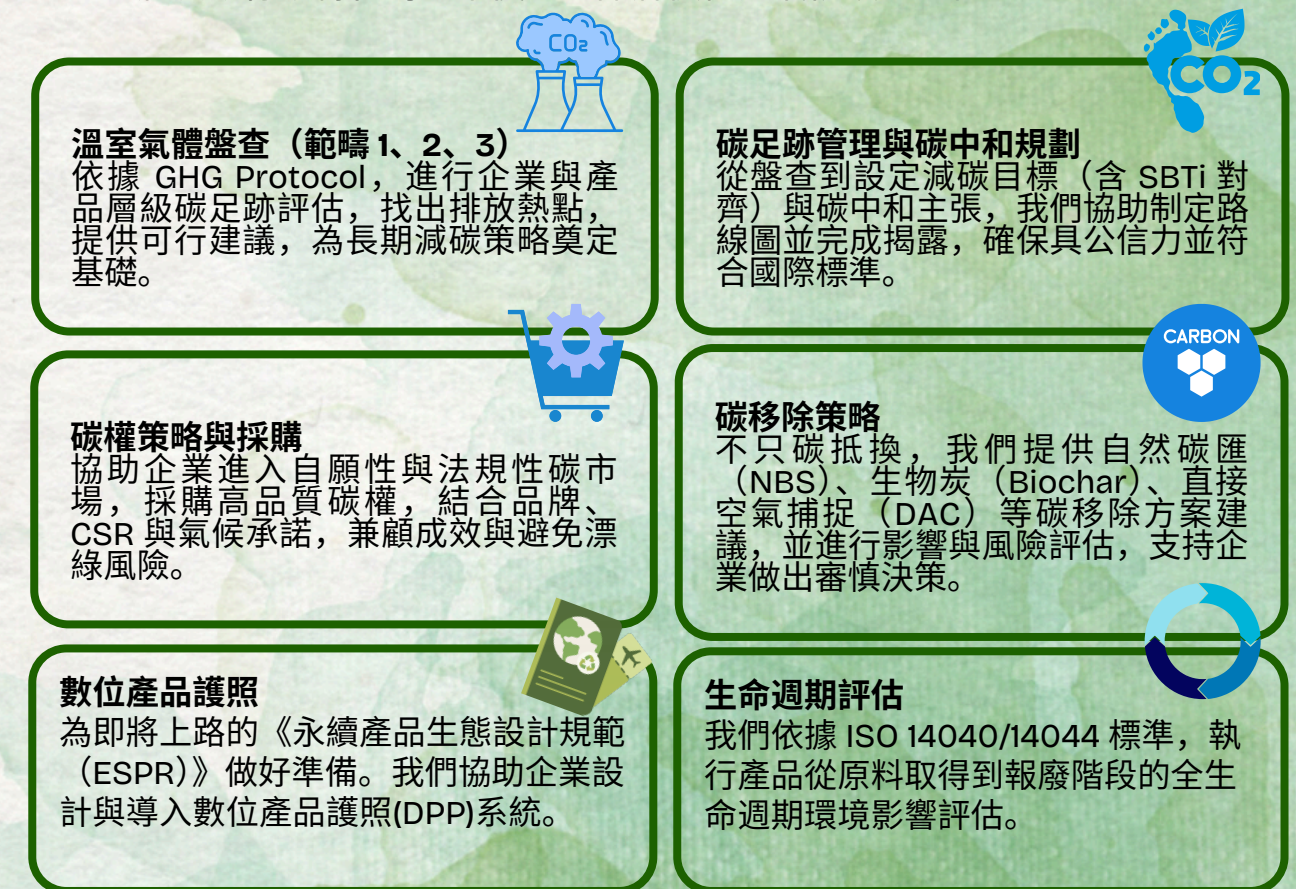 CO₂
溫室氣體盤查（範疇 1、2、3）
依據 GHG Protocol，進行企業與產
品層級碳足跡評估，找出排放熱點，
提供可行建議，為長期減碳策略奠定
基礎。
CO₂
碳足跡管理與碳中和規劃
從盤查到設定減碳目標（含 SBTi 對
齊）與碳中和主張，我們協助制定路
線圖並完成揭露，確保具公信力並符
合國際標準。
碳權策略與採購
協助企業進入自願性與法規性碳市
場，採購高品質碳權，結合品牌、
CSR 與氣候承諾，兼顧成效與避免漂
綠風險。
CARBON
碳移除策略
不只碳抵換，我們提供自然碳匯
（NBS）、生物炭（Biochar）、直接
空氣捕捉（DAC）等碳移除方案建
議，並進行影響與風險評估，支持企
業做出審慎決策。
數位產品護照
為即將上路的《永續產品生態設計規範
（ESPR）》做好準備。我們協助企業設
計與導入數位產品護照(DPP)系統。
生命週期評估
我們依據 ISO 14040/14044 標準，執
行產品從原料取得到報廢階段的全生
命週期環境影響評估。